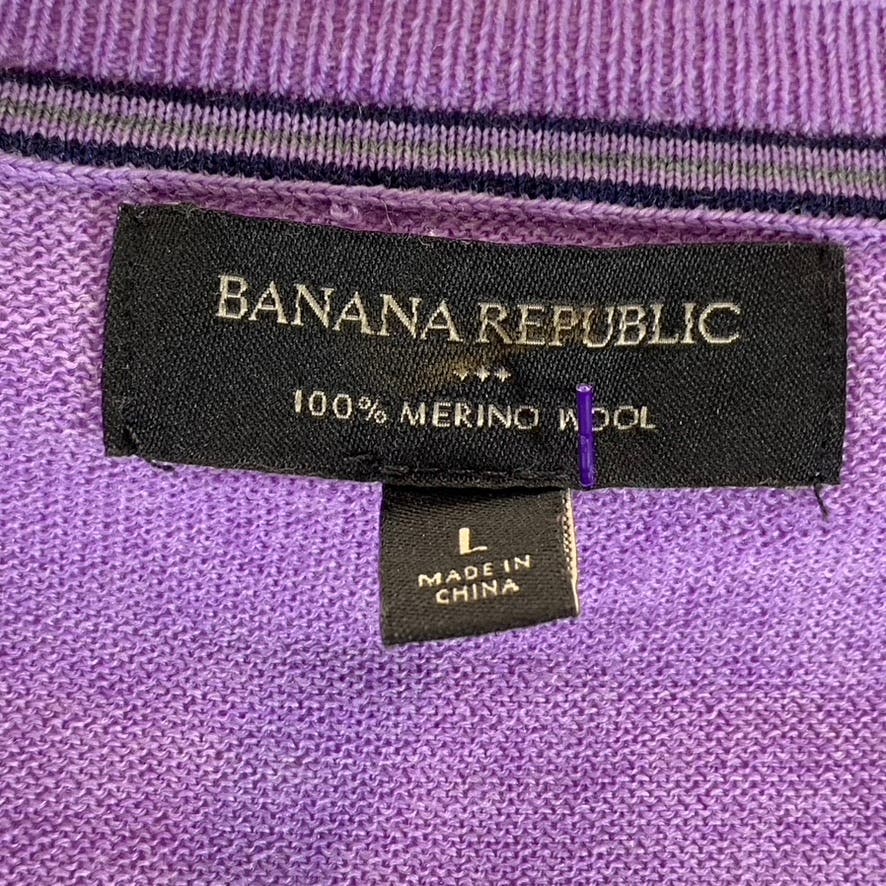 BANANA REPUBLIC
100% MERINO WOOL
L
MADE IN
CHINA